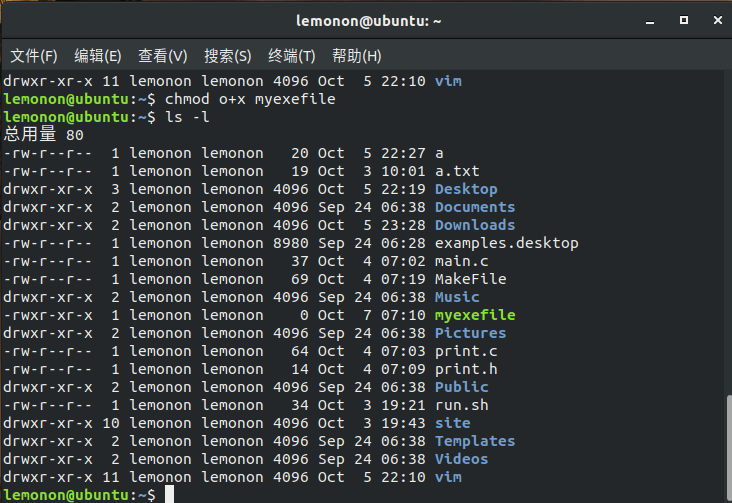 lemonon@ubuntu: ~
文件(F) 编辑(E) 查看(V) 搜索(S) 终端(T) 帮助(H)
drwxr-xr-x 11 lemonon lemonon 4096 Oct  5 22:10 vim
lemonon@ubuntu:~$ chmod o+x myexefile
lemonon@ubuntu:~$ ls -l
总用量 80
-rw-r--r--  1 lemonon lemonon   20 Oct  5 22:27 a
-rw-r--r--  1 lemonon lemonon   19 Oct  3 10:01 a.txt
drwxr-xr-x  3 lemonon lemonon 4096 Oct  5 22:19 Desktop
drwxr-xr-x  2 lemonon lemonon 4096 Sep 24 06:38 Documents
drwxr-xr-x  2 lemonon lemonon 4096 Oct  5 23:28 Downloads
-rw-r--r--  1 lemonon lemonon 8980 Sep 24 06:28 examples.desktop
-rw-r--r--  1 lemonon lemonon   37 Oct  4 07:02 main.c
-rw-r--r--  1 lemonon lemonon   69 Oct  4 07:19 MakeFile
drwxr-xr-x  2 lemonon lemonon 4096 Sep 24 06:38 Music
-rw-r--r-x  1 lemonon lemonon    0 Oct  7 07:10 myexefile
drwxr-xr-x  2 lemonon lemonon 4096 Sep 24 06:38 Pictures
-rw-r--r--  1 lemonon lemonon   64 Oct  4 07:03 print.c
-rw-r--r--  1 lemonon lemonon   14 Oct  4 07:09 print.h
drwxr-xr-x  2 lemonon lemonon 4096 Sep 24 06:38 Public
-rw-r--r--  1 lemonon lemonon   34 Oct  3 19:21 run.sh
drwxr-xr-x 10 lemonon lemonon 4096 Oct  3 19:43 site
drwxr-xr-x  2 lemonon lemonon 4096 Sep 24 06:38 Templates
drwxr-xr-x  2 lemonon lemonon 4096 Sep 24 06:38 Videos
drwxr-xr-x 11 lemonon lemonon 4096 Oct  5 22:10 vim
lemonon@ubuntu:~$